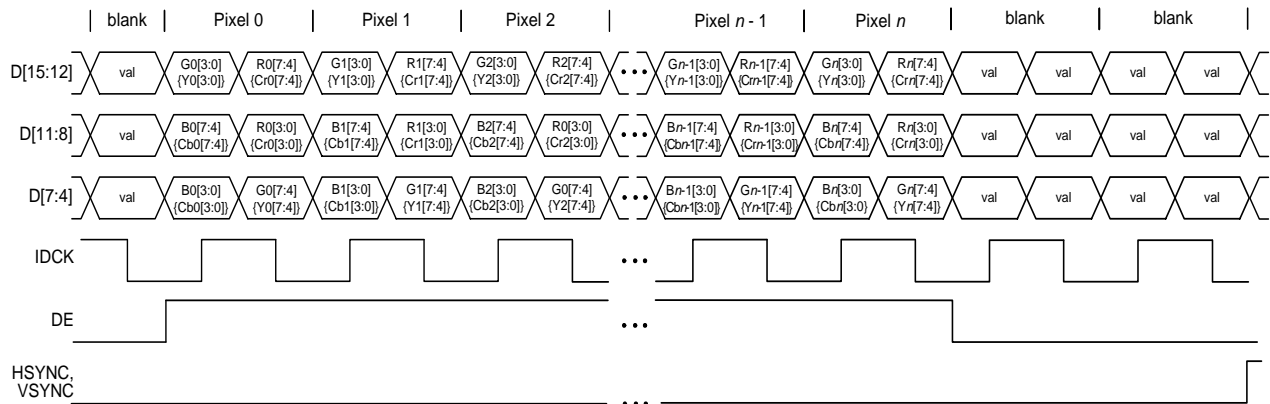 blank Pixel 0 Pixel 1 Pixel 2 Pixel n - 1 Pixel n blank blank
D[15:12] val G0[3:0] R0[7:4] G1[3:0] R1[7:4] G2[3:0] R2[7:4] ••• Gn-1[3:0] Rn-1[7:4] Gn[3:0] Rn[7:4] val val val val
{Y0[3:0]} {Cr0[7:4]} {Y1[3:0]} {Cr1[7:4]} {Y2[3:0]} {Cr2[7:4]} {Yn-1[3:0]} {Crn-1[7:4]} {Yn[3:0]} {Crn[7:4]}
D[11:8] val B0[7:4] R0[3:0] B1[7:4] R1[3:0] B2[7:4] R0[3:0] ••• Bn-1[7:4] Rn-1[3:0] Bn[7:4] Rn[3:0] val val val val
{Cb0[7:4]} {Cr0[3:0]} {Cb1[7:4]} {Cr1[3:0]} {Cb2[7:4]} {Cr2[3:0]} {Cbn-1[7:4]} {Crn-1[3:0]} {Cbn[7:4]} {Crn[3:0]}
D[7:4] val B0[3:0] G0[7:4] B1[3:0] G1[7:4] B2[3:0] G0[7:4] ••• Bn-1[3:0] Gn-1[7:4] Bn[3:0] Gn[7:4] val val val val
{Cb0[3:0]} {Y0[7:4]} {Cb1[3:0]} {Y1[7:4]} {Cb2[3:0]} {Y2[7:4]} {Cbn-1[3:0]} {Yn-1[7:4]} {Cbn[3:0} {Yn[7:4]}
IDCK •••
DE •••
HSYNC,
VSYNC •••